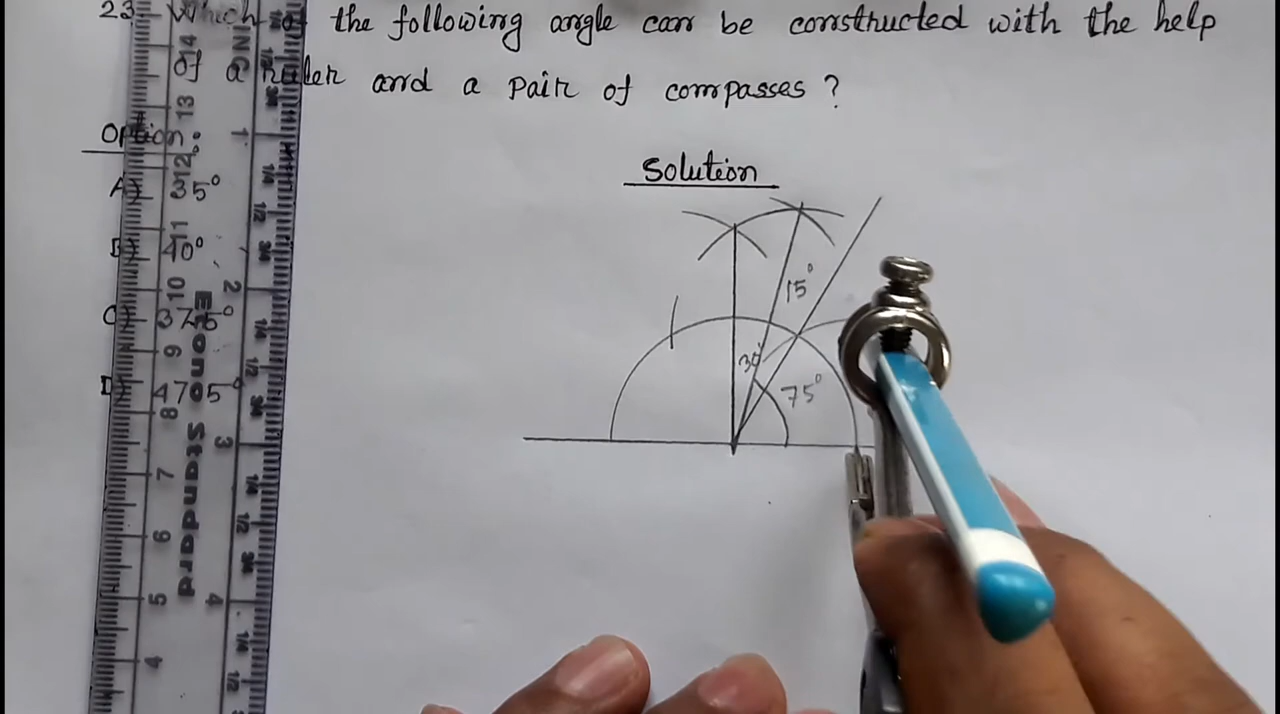 23. Which of the following angle can be constructed with the help
of a ruler and a pair of compasses ?
Option:
Solution
A) 35°
B) 40°
C) 37.5°
D) 47.5°
15°
30°
75°